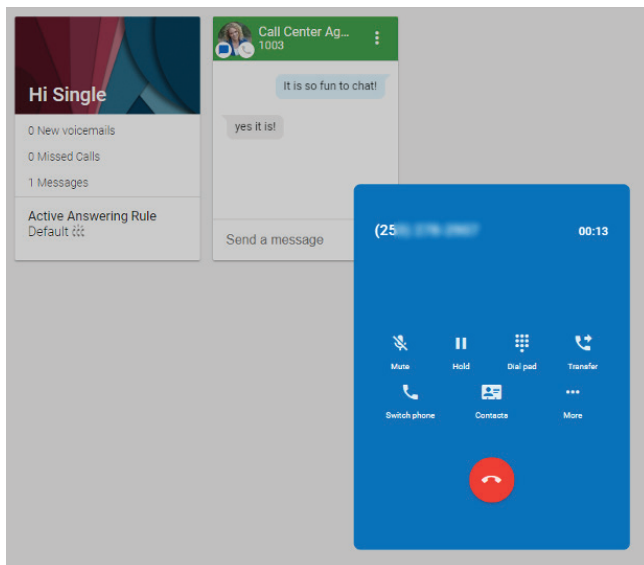 Hi Single
0 New voicemails
0 Missed Calls
1 Messages
Active Answering Rule
Default
Call Center Ag...
1003
It is so fun to chat!
yes it is!
Send a message
(25
00:13
Mute
Hold
Dial pad
Transfer
Switch phone
Contacts
More